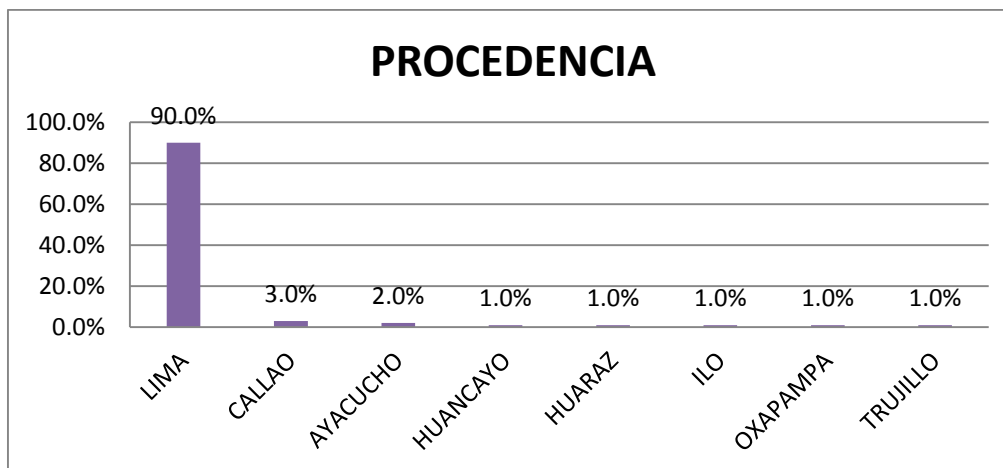 PROCEDENCIA
100.0%
80.0%
60.0%
40.0%
20.0%
0.0%
90.0%
3.0%
2.0%
1.0%
1.0%
1.0%
1.0%
1.0%
LIMA
CALLAO
AYACUCHO
HUANCAYO
HUARAZ
ILO
OXAPAMPA
TRUJILLO